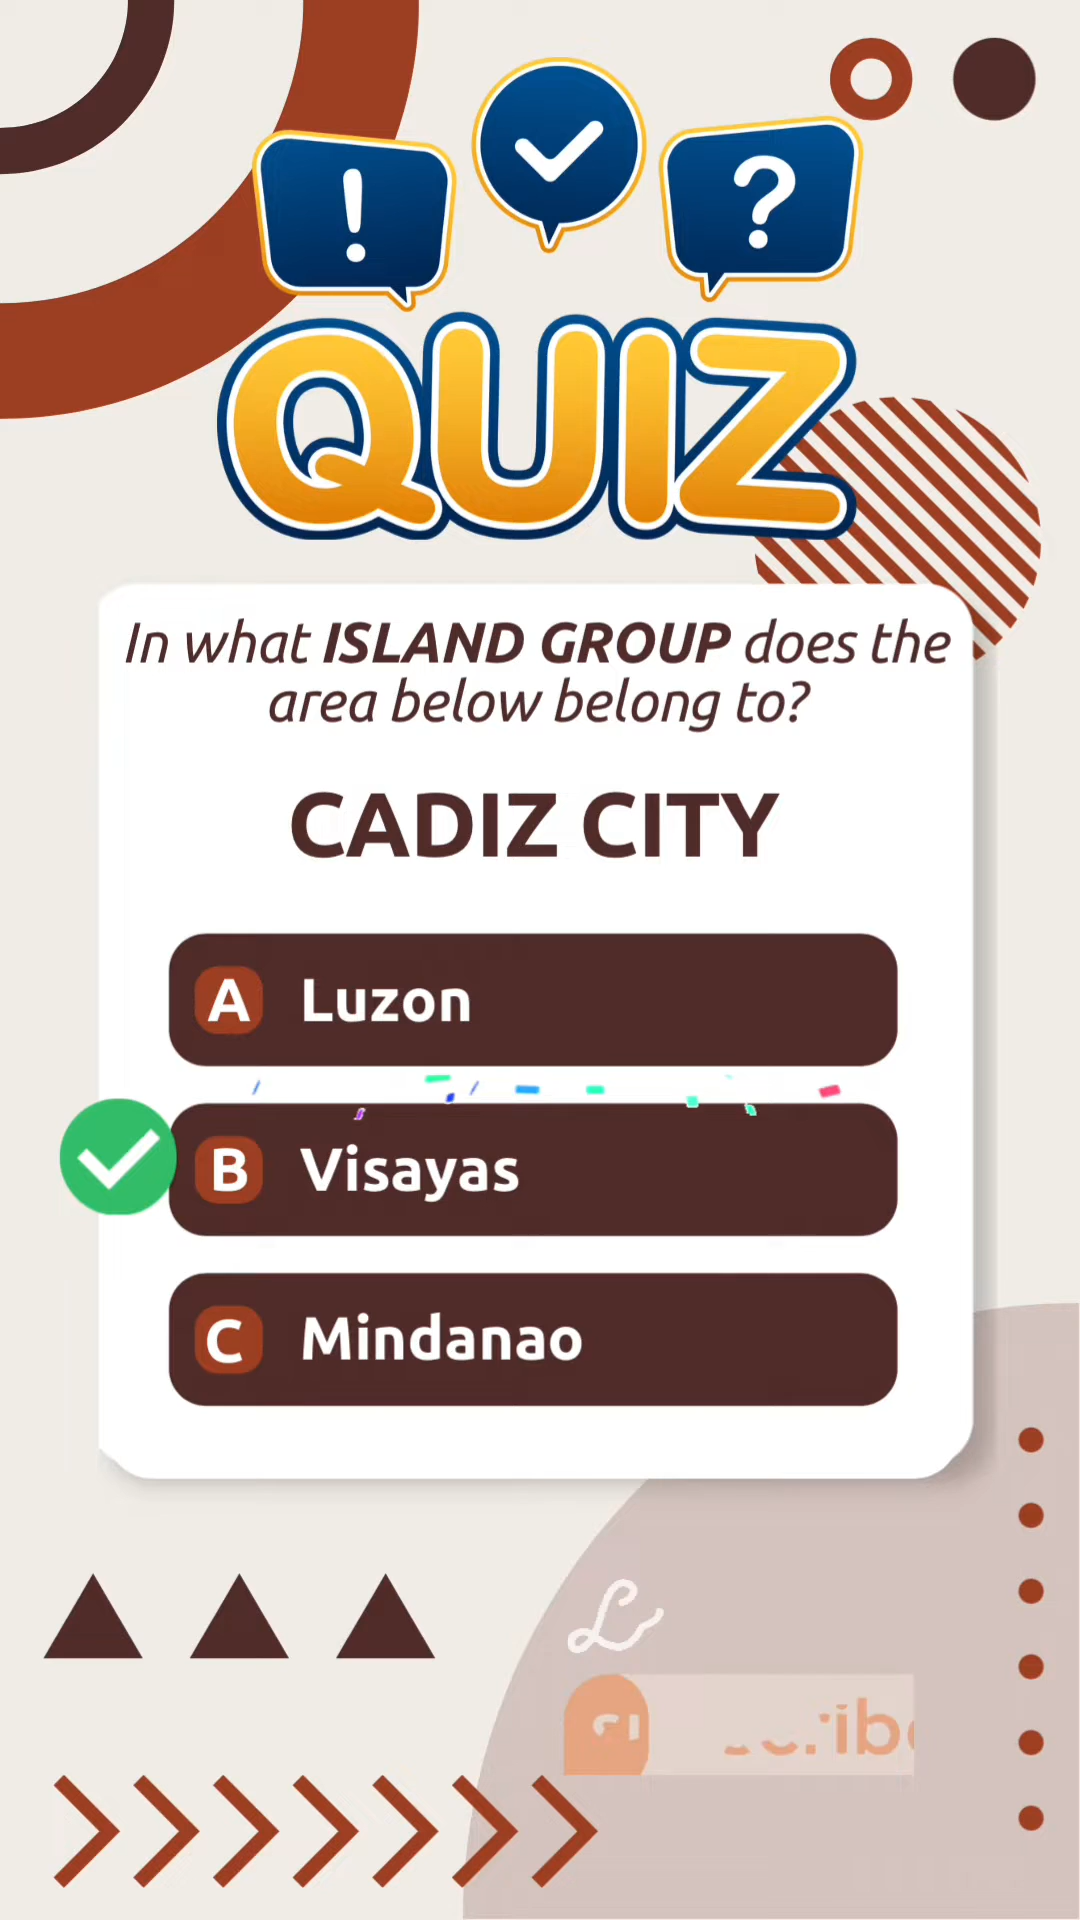 !
?
QUIZ
In what ISLAND GROUP does the
area below belong to?
CADIZ CITY
A Luzon
B Visayas
C Mindanao